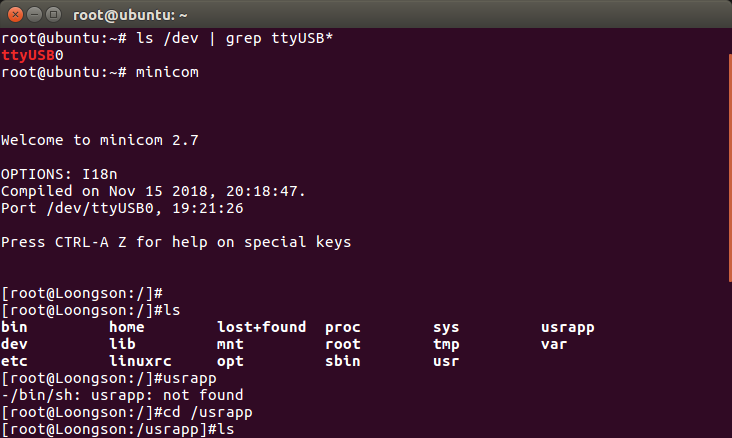 root@ubuntu: ~
root@ubuntu:~# ls /dev | grep ttyUSB*
ttyUSB0
root@ubuntu:~# minicom
Welcome to minicom 2.7
OPTIONS: I18n
Compiled on Nov 15 2018, 20:18:47.
Port /dev/ttyUSB0, 19:21:26
Press CTRL-A Z for help on special keys
[root@Loongson:/]#
[root@Loongson:/]#ls
bin         home        lost+found  proc        sys         usrapp
dev         lib         mnt         root        tmp         var
etc         linuxrc     opt         sbin        usr
[root@Loongson:/]#usrapp
-/bin/sh: usrapp: not found
[root@Loongson:/]#cd /usrapp
[root@Loongson:/usrapp]#ls